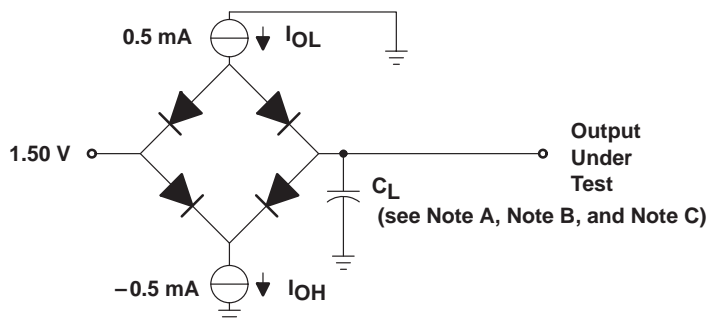 0.5 mA
IOL
1.50 V
Output
Under
Test
CL
(see Note A, Note B, and Note C)
−0.5 mA
IOH